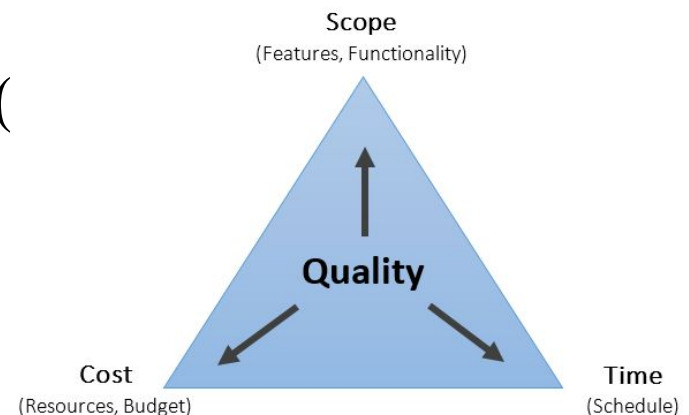 Scope
(Features, Functionality)
(
Quality
Cost
(Resources, Budget)
Time
(Schedule)